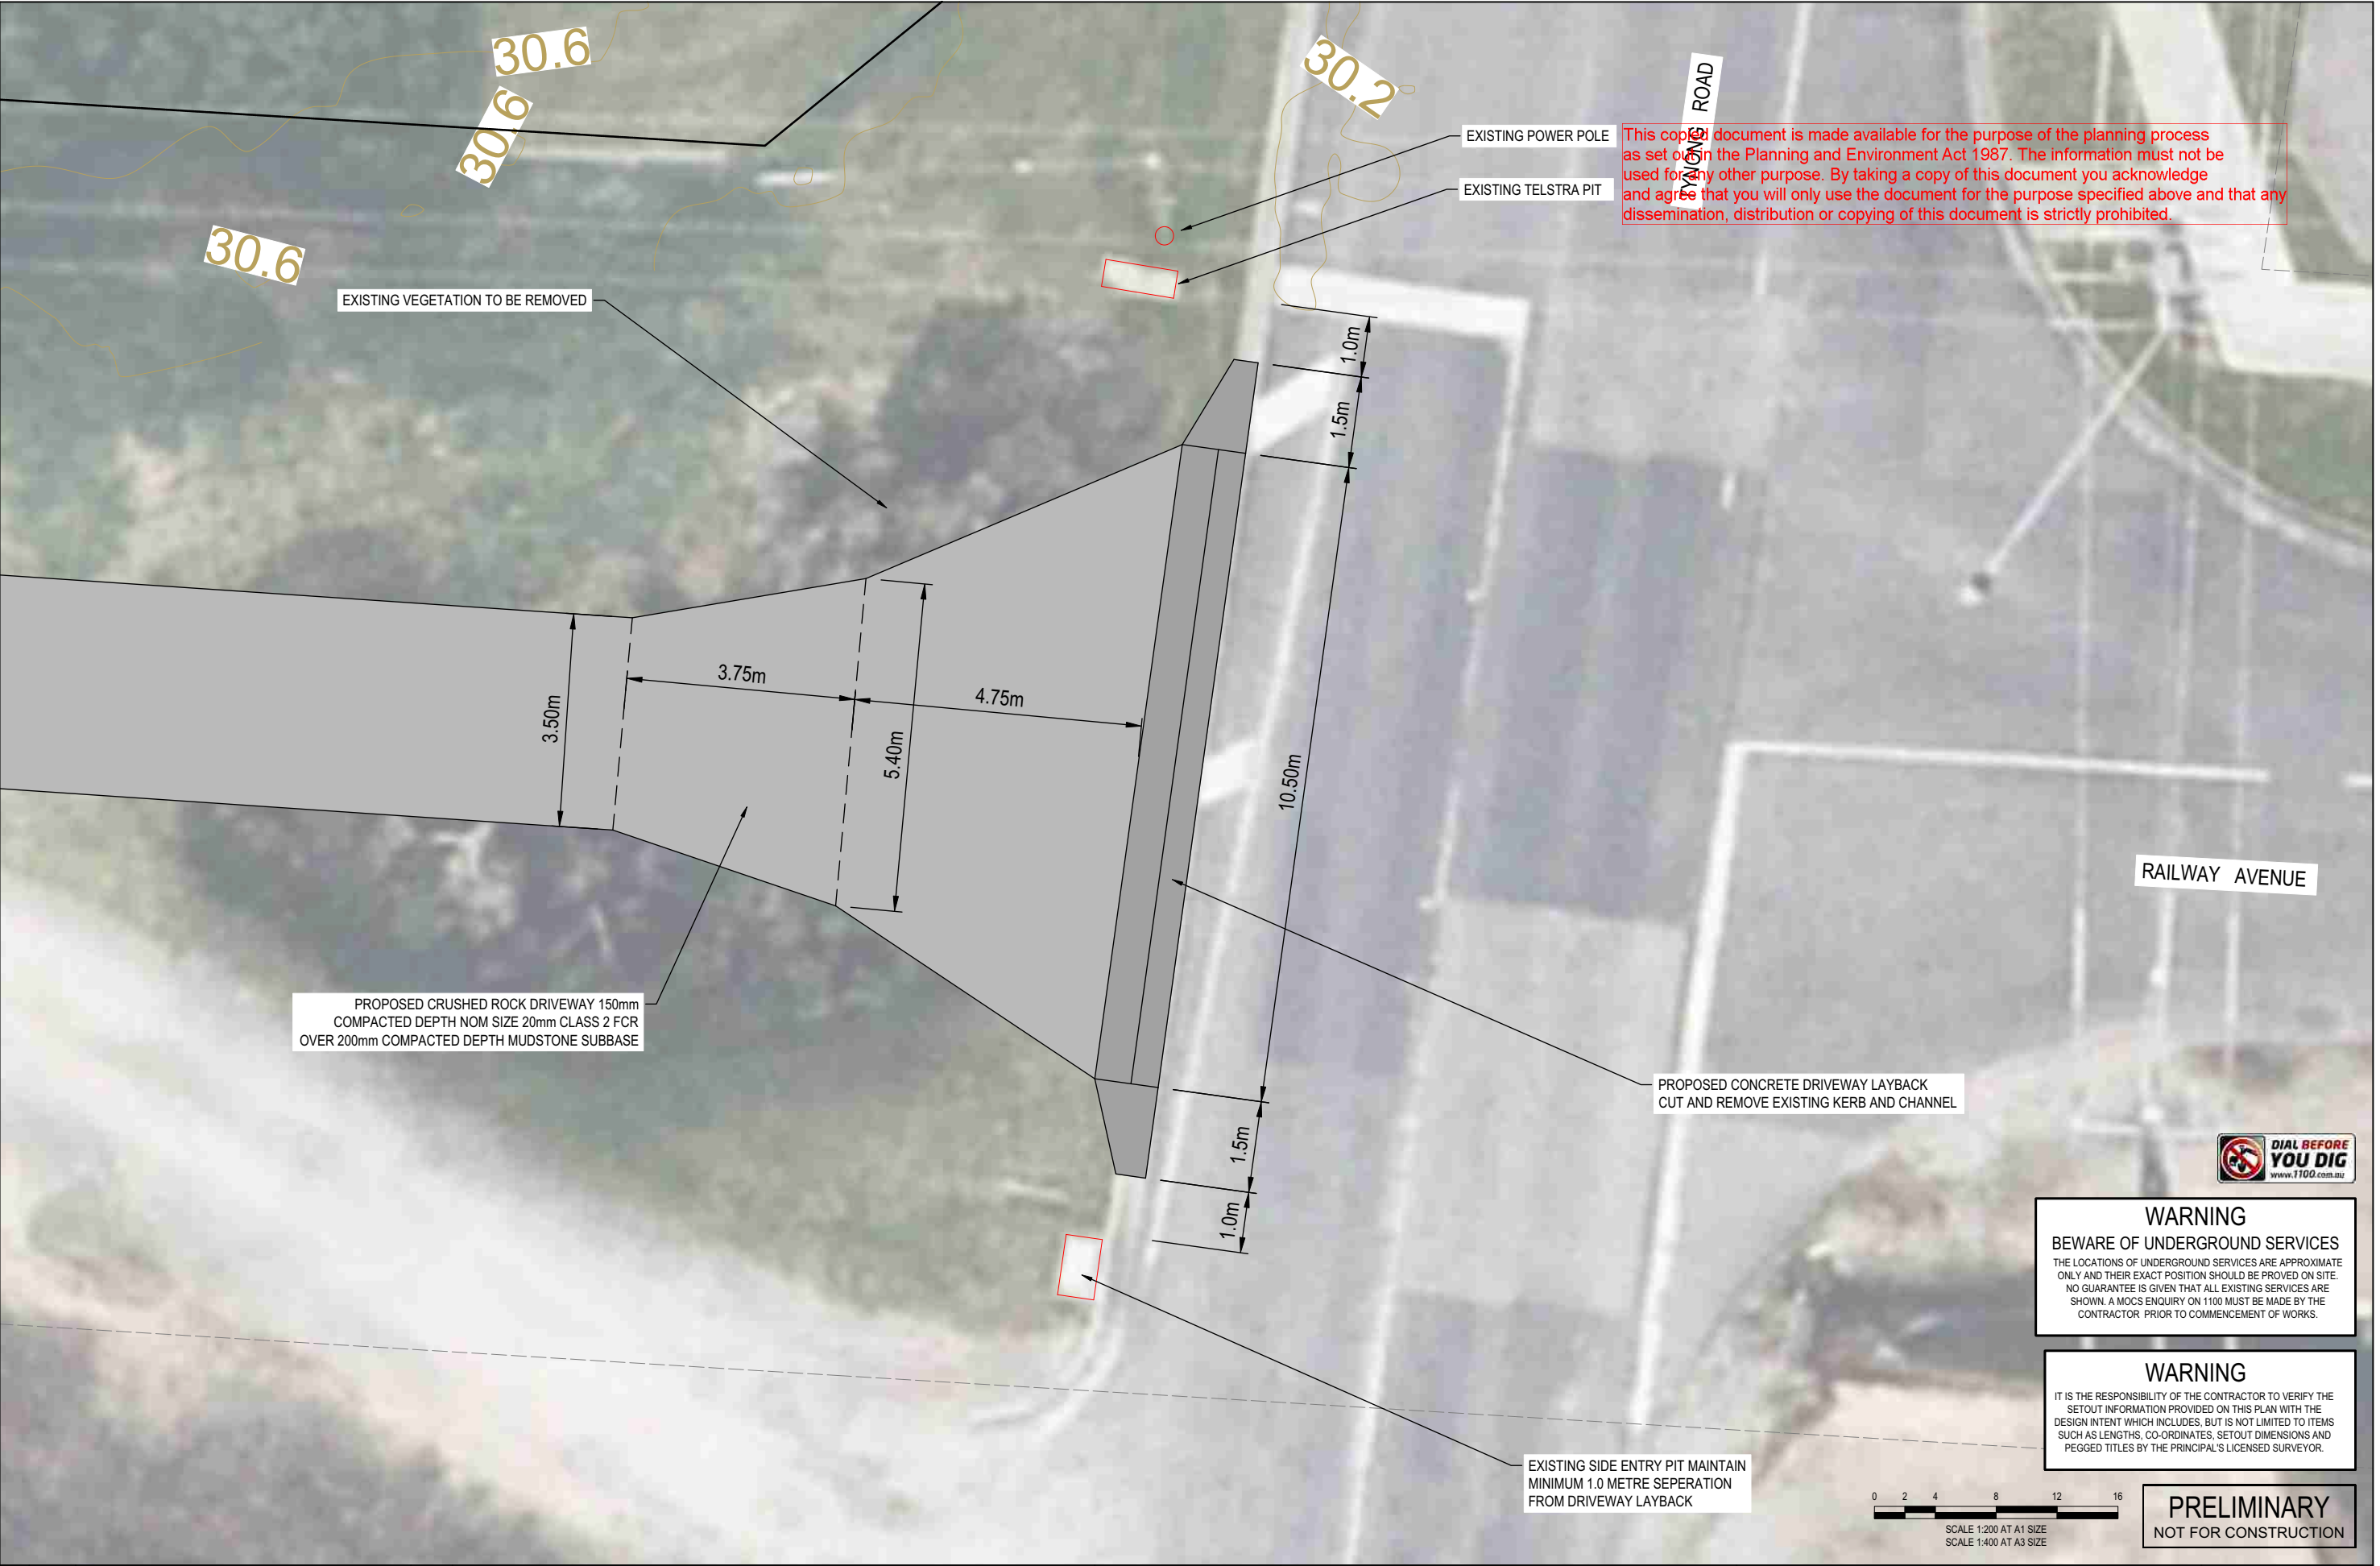 30.6
30.6
30.6
30.2
TYNONG ROAD
EXISTING POWER POLE
EXISTING TELSTRA PIT
This copied document is made available for the purpose of the planning process
as set out in the Planning and Environment Act 1987. The information must not be
used for any other purpose. By taking a copy of this document you acknowledge
and agree that you will only use the document for the purpose specified above and that any
dissemination, distribution or copying of this document is strictly prohibited.
EXISTING VEGETATION TO BE REMOVED
1.0m
1.5m
3.50m
3.75m
5.40m
4.75m
10.50m
RAILWAY AVENUE
PROPOSED CRUSHED ROCK DRIVEWAY 150mm
COMPACTED DEPTH NOM SIZE 20mm CLASS 2 FCR
OVER 200mm COMPACTED DEPTH MUDSTONE SUBBASE
PROPOSED CONCRETE DRIVEWAY LAYBACK
CUT AND REMOVE EXISTING KERB AND CHANNEL
1.5m
1.0m
DIAL BEFORE
YOU DIG
www.1100.com.au
WARNING
BEWARE OF UNDERGROUND SERVICES
THE LOCATIONS OF UNDERGROUND SERVICES ARE APPROXIMATE
ONLY AND THEIR EXACT POSITION SHOULD BE PROVED ON SITE.
NO GUARANTEE IS GIVEN THAT ALL EXISTING SERVICES ARE
SHOWN. A MOCS ENQUIRY ON 1100 MUST BE MADE BY THE
CONTRACTOR PRIOR TO COMMENCEMENT OF WORKS.
WARNING
IT IS THE RESPONSIBILITY OF THE CONTRACTOR TO VERIFY THE
SETOUT INFORMATION PROVIDED ON THIS PLAN WITH THE
DESIGN INTENT WHICH INCLUDES, BUT IS NOT LIMITED TO ITEMS
SUCH AS LENGTHS, CO-ORDINATES, SETOUT DIMENSIONS AND
PEGGED TITLES BY THE PRINCIPAL'S LICENSED SURVEYOR.
EXISTING SIDE ENTRY PIT MAINTAIN
MINIMUM 1.0 METRE SEPERATION
FROM DRIVEWAY LAYBACK
0 2 4 8 12 16
SCALE 1:200 AT A1 SIZE
SCALE 1:400 AT A3 SIZE
PRELIMINARY
NOT FOR CONSTRUCTION